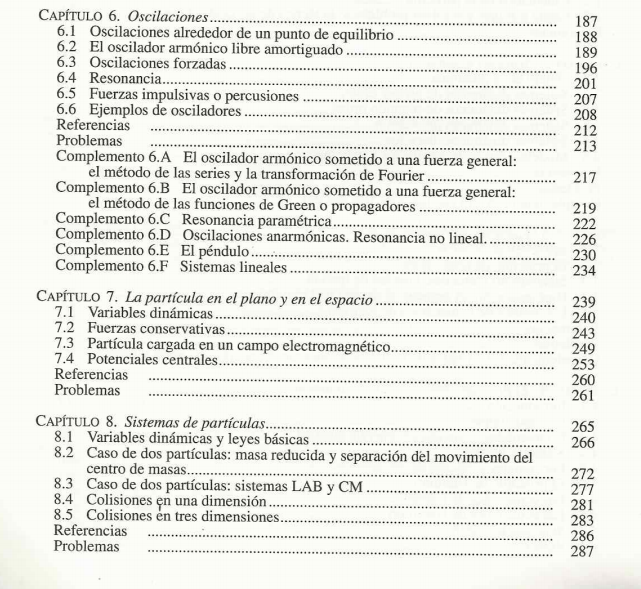 CAPÍTULO 6. Oscilaciones ........ 187
6.1 Oscilaciones alrededor de un punto de equilibrio ........ 188
6.2 El oscilador armónico libre amortiguado ........ 189
6.3 Oscilaciones forzadas ........ 196
6.4 Resonancia ........ 201
6.5 Fuerzas impulsivas o percusiones ........ 207
6.6 Ejemplos de osciladores ........ 208
Referencias ........ 212
Problemas ........ 213
Complemento 6.A El oscilador armónico sometido a una fuerza general:
el método de las series y la transformación de Fourier ........ 217
Complemento 6.B El oscilador armónico sometido a una fuerza general:
el método de las funciones de Green o propagadores ........ 219
Complemento 6.C Resonancia paramétrica ........ 222
Complemento 6.D Oscilaciones anarmónicas. Resonancia no lineal. ........ 226
Complemento 6.E El péndulo ........ 230
Complemento 6.F Sistemas lineales ........ 234
CAPÍTULO 7. La partícula en el plano y en el espacio ........ 239
7.1 Variables dinámicas ........ 240
7.2 Fuerzas conservativas ........ 243
7.3 Partícula cargada en un campo electromagnético ........ 249
7.4 Potenciales centrales ........ 253
Referencias ........ 260
Problemas ........ 261
CAPÍTULO 8. Sistemas de partículas ........ 265
8.1 Variables dinámicas y leyes básicas ........ 266
8.2 Caso de dos partículas: masa reducida y separación del movimiento del
centro de masas ........ 272
8.3 Caso de dos partículas: sistemas LAB y CM ........ 277
8.4 Colisiones en una dimensión ........ 281
8.5 Colisiones en tres dimensiones ........ 283
Referencias ........ 286
Problemas ........ 287